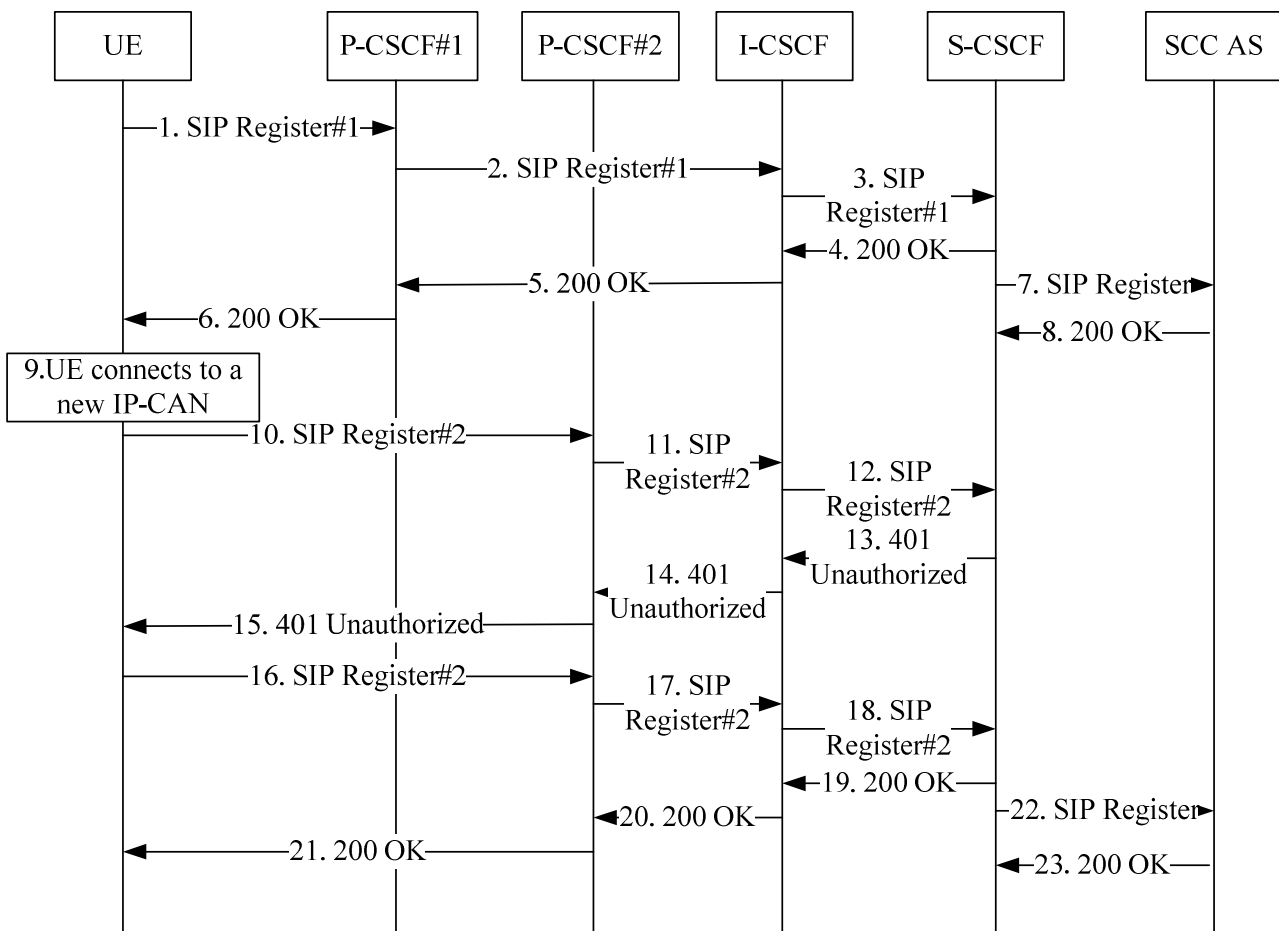 UE
P-CSCF#1
P-CSCF#2
I-CSCF
S-CSCF
SCC AS
1. SIP Register#1
2. SIP Register#1
3. SIP
Register#1
4. 200 OK
5. 200 OK
7. SIP Register
6. 200 OK
8. 200 OK
9.UE connects to a
new IP-CAN
10. SIP Register#2
11. SIP
Register#2
12. SIP
Register#2
13. 401
Unauthorized
14. 401
Unauthorized
15. 401 Unauthorized
16. SIP Register#2
17. SIP
Register#2
18. SIP
Register#2
19. 200 OK
20. 200 OK
22. SIP Register
21. 200 OK
23. 200 OK